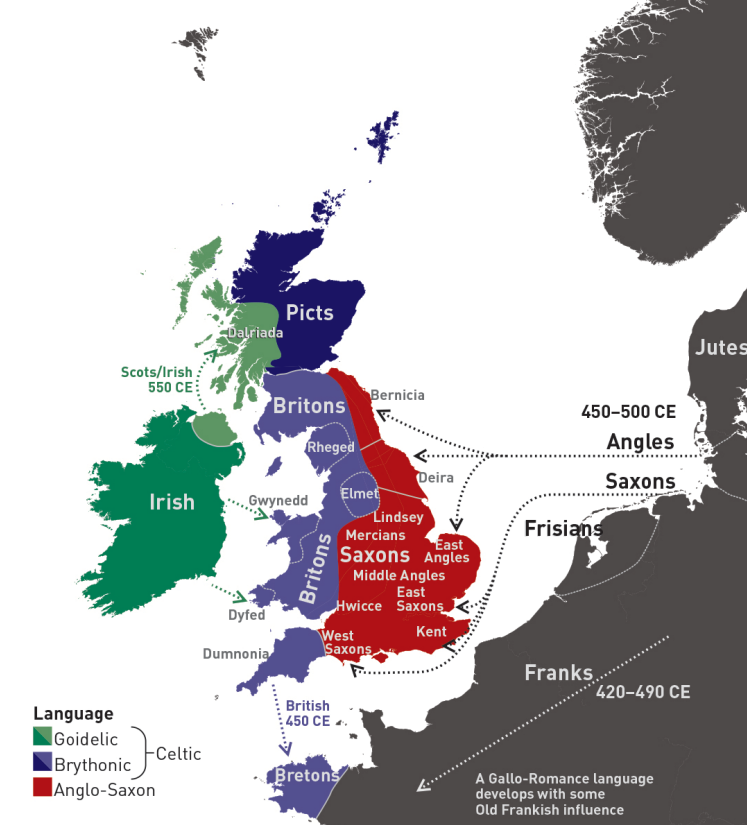 Picts
Dalriada
Jutes
Scots/Irish
550 CE
Bernicia
Britons
450–500 CE
Angles
Rheged
Deira
Saxons
Elmet
Gwynedd
Irish
Lindsey
Frisians
Mercians
East
Angles
Saxons
Britons
Middle Angles
East
Saxons
Hwicce
Dyfed
Kent
West
Saxons
Dumnonia
Franks
420–490 CE
British
450 CE
Language
Goidelic
Brythonic
Celtic
Anglo-Saxon
Bretons
A Gallo-Romance language
develops with some
Old Frankish influence